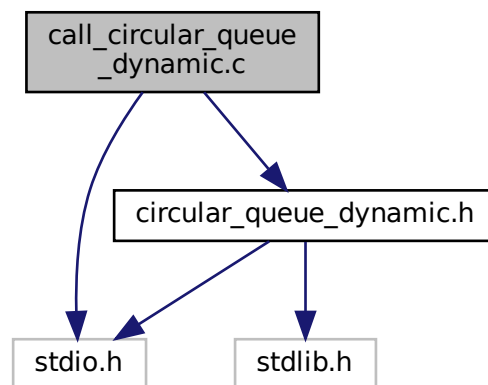 call_circular_queue
_dynamic.c
circular_queue_dynamic.h
stdio.h
stdlib.h